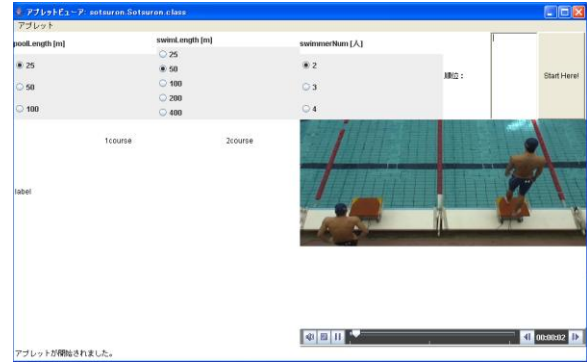 アプレットビューア: sotsuron.Sotsuron.class
アプレット
poolLength [m]
25
50
100
swimLength [m]
25
50
100
200
400
swimmerNum [人]
2
3
4
順位：
Start Here!
1course
2course
label
00:00:02
アプレットが開始されました。